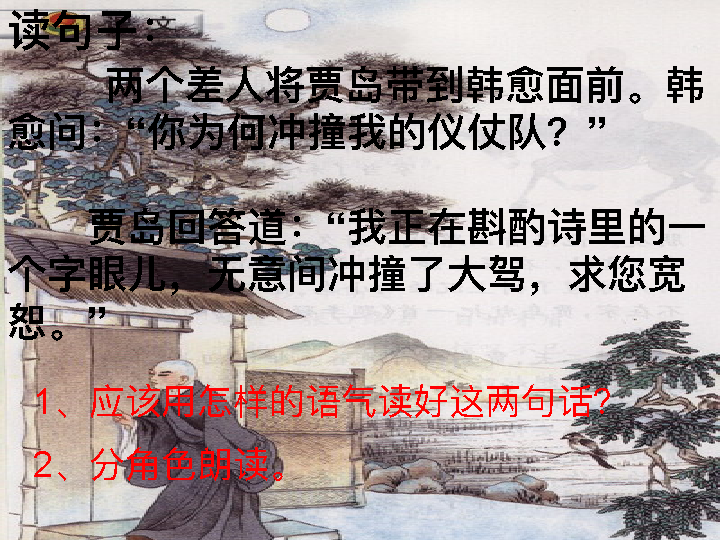 读句子：
两个差人将贾岛带到韩愈面前。韩
愈问：“你为何冲撞我的仪仗队？”
贾岛回答道：“我正在斟酌诗里的一
个字眼儿，无意间冲撞了大驾，求您宽
恕。”
1、应该用怎样的语气读好这两句话？
2、分角色朗读。